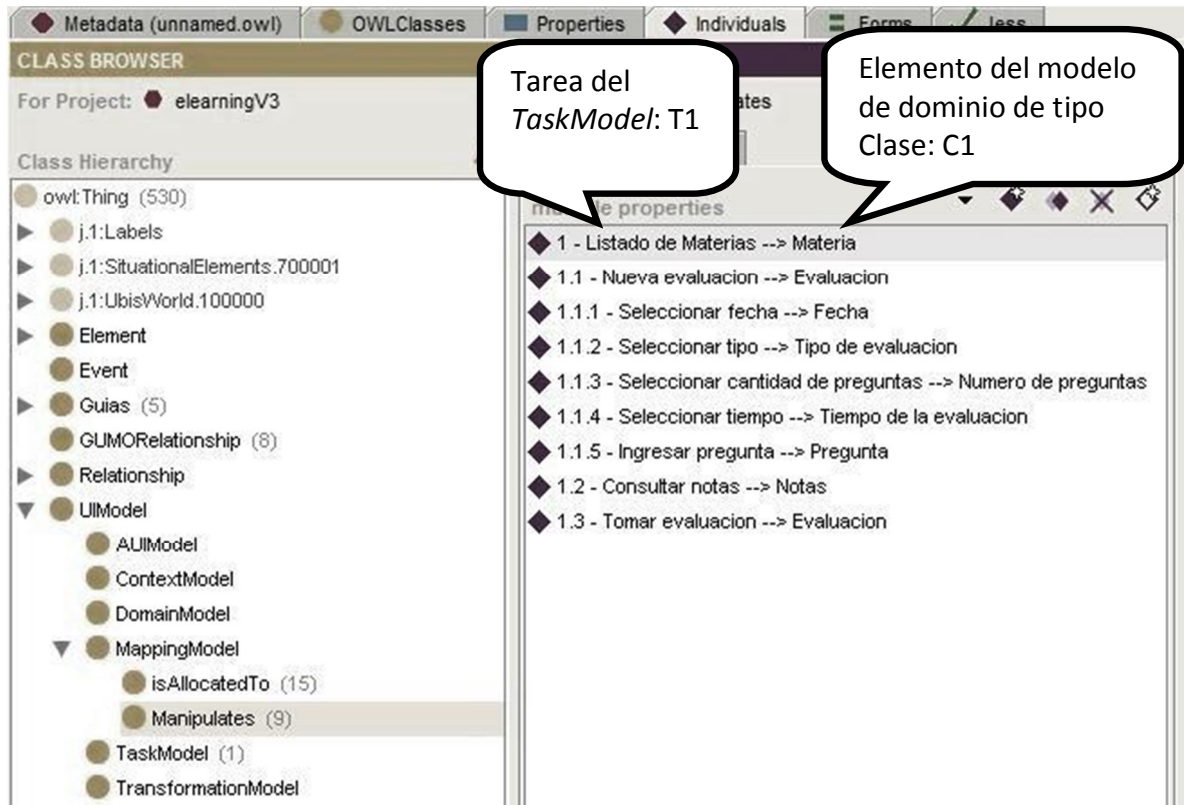 Metadata (unnamed.owl)
OWLClasses
Properties
Individuals
Forms
Jess
CLASS BROWSER
For Project: elearningV3
Class Hierarchy
owl:Thing (530)
j.1:Labels
j.1:SituationalElements.700001
j.1:UbisWorld.100000
Element
Event
Guias (5)
GUMORelationship (8)
Relationship
UIModel
AUIModel
ContextModel
DomainModel
MappingModel
isAllocatedTo (15)
Manipulates (9)
TaskModel (1)
TransformationModel
Tarea del
TaskModel: T1
Elemento del modelo
de dominio de tipo
Clase: C1
properties
1 - Listado de Materias --> Materia
1.1 - Nueva evaluacion --> Evaluacion
1.1.1 - Seleccionar fecha --> Fecha
1.1.2 - Seleccionar tipo --> Tipo de evaluacion
1.1.3 - Seleccionar cantidad de preguntas --> Numero de preguntas
1.1.4 - Seleccionar tiempo --> Tiempo de la evaluacion
1.1.5 - Ingresar pregunta --> Pregunta
1.2 - Consultar notas --> Notas
1.3 - Tomar evaluacion --> Evaluacion